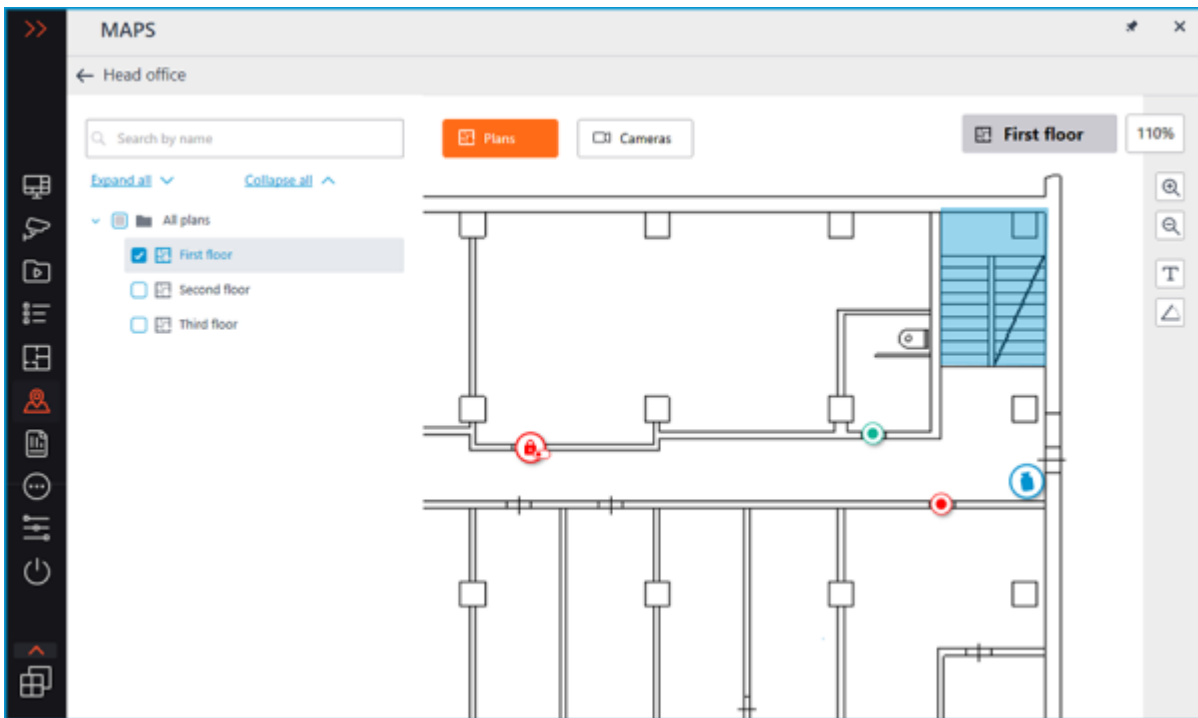 MAPS
Head office
Search by name
Plans
Cameras
First floor
110%
Expand all
Collapse all
All plans
First floor
Second floor
Third floor
T